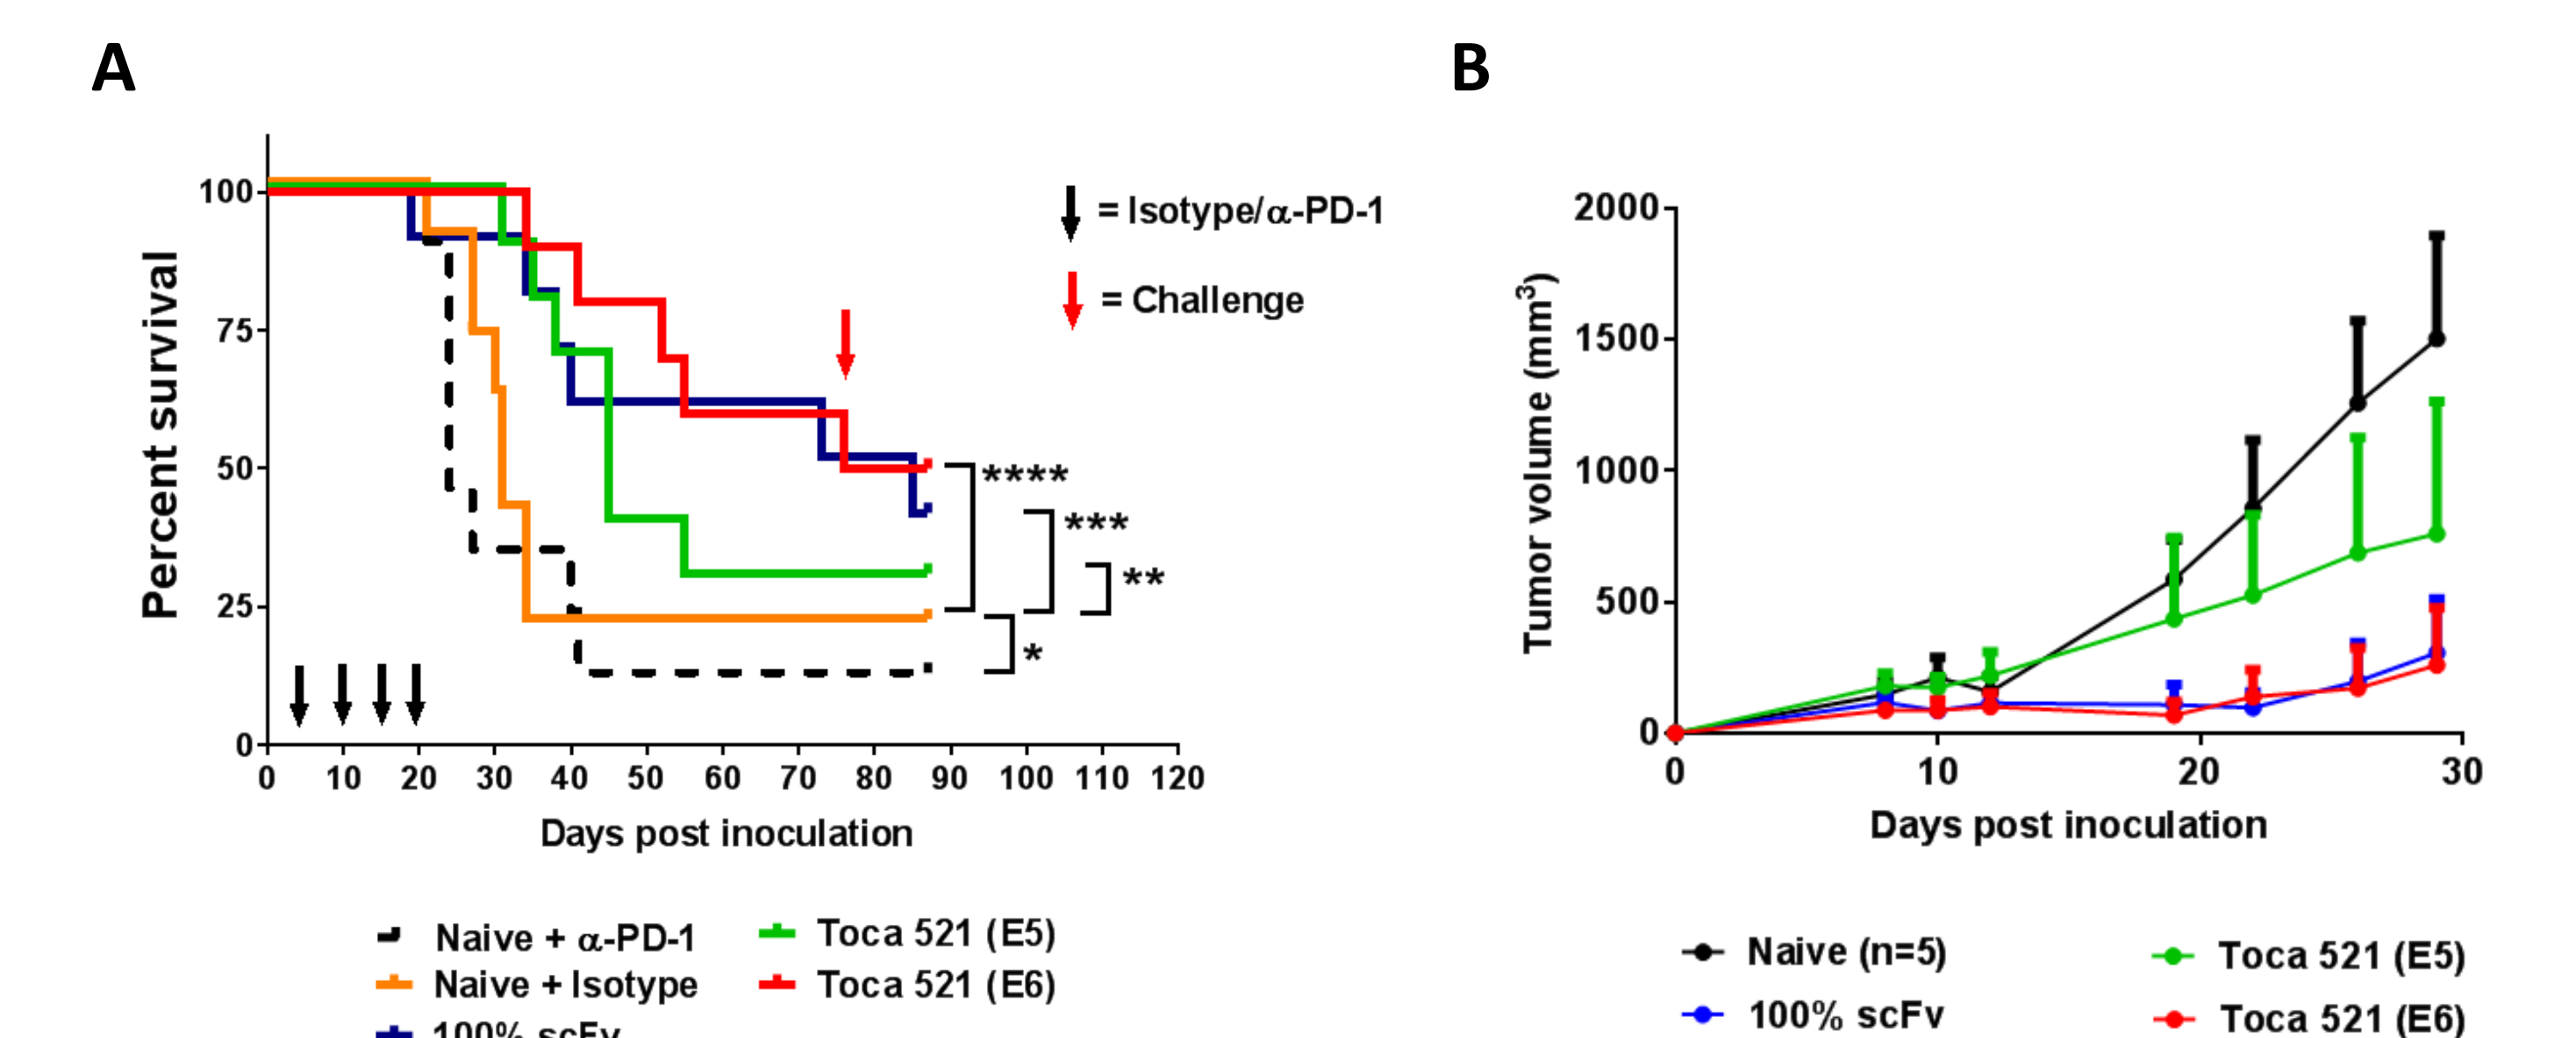 A
B
Percent survival
100
75
50
25
0
0 10 20 30 40 50 60 70 80 90 100 110 120
Days post inoculation
= Isotype/α-PD-1
= Challenge
****
***
**
*
Naive + α-PD-1
Naive + Isotype
100% scFv
Toca 521 (E5)
Toca 521 (E6)
Tumor volume (mm³)
2000
1500
1000
500
0
0 10 20 30
Days post inoculation
Naive (n=5)
100% scFv
Toca 521 (E5)
Toca 521 (E6)